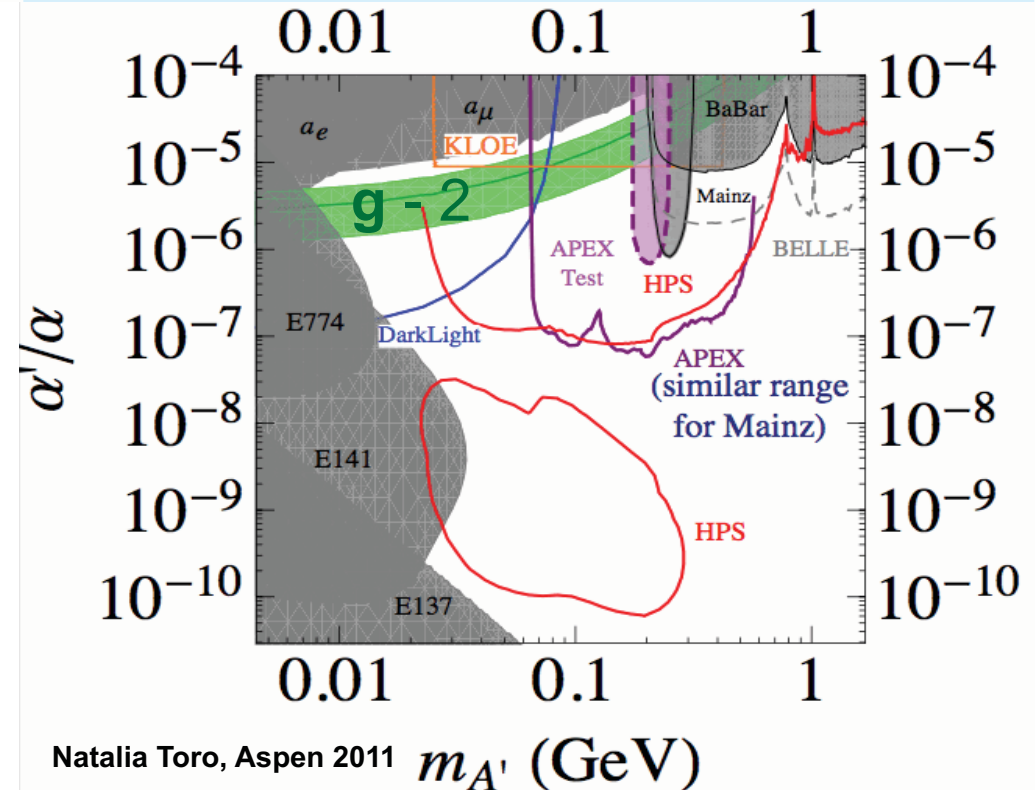 0.01 0.1 1
10⁻⁴ 10⁻⁴
10⁻⁵ 10⁻⁵
10⁻⁶ 10⁻⁶
10⁻⁷ 10⁻⁷
10⁻⁸ 10⁻⁸
10⁻⁹ 10⁻⁹
10⁻¹⁰ 10⁻¹⁰
α'/α
aₑ
a_μ
KLOE
BaBar
g - 2
Mainz
BELLE
APEX
Test
HPS
E774
DarkLight
APEX
(similar range
for Mainz)
E141
HPS
E137
0.01 0.1 1
m_A' (GeV)
Natalia Toro, Aspen 2011